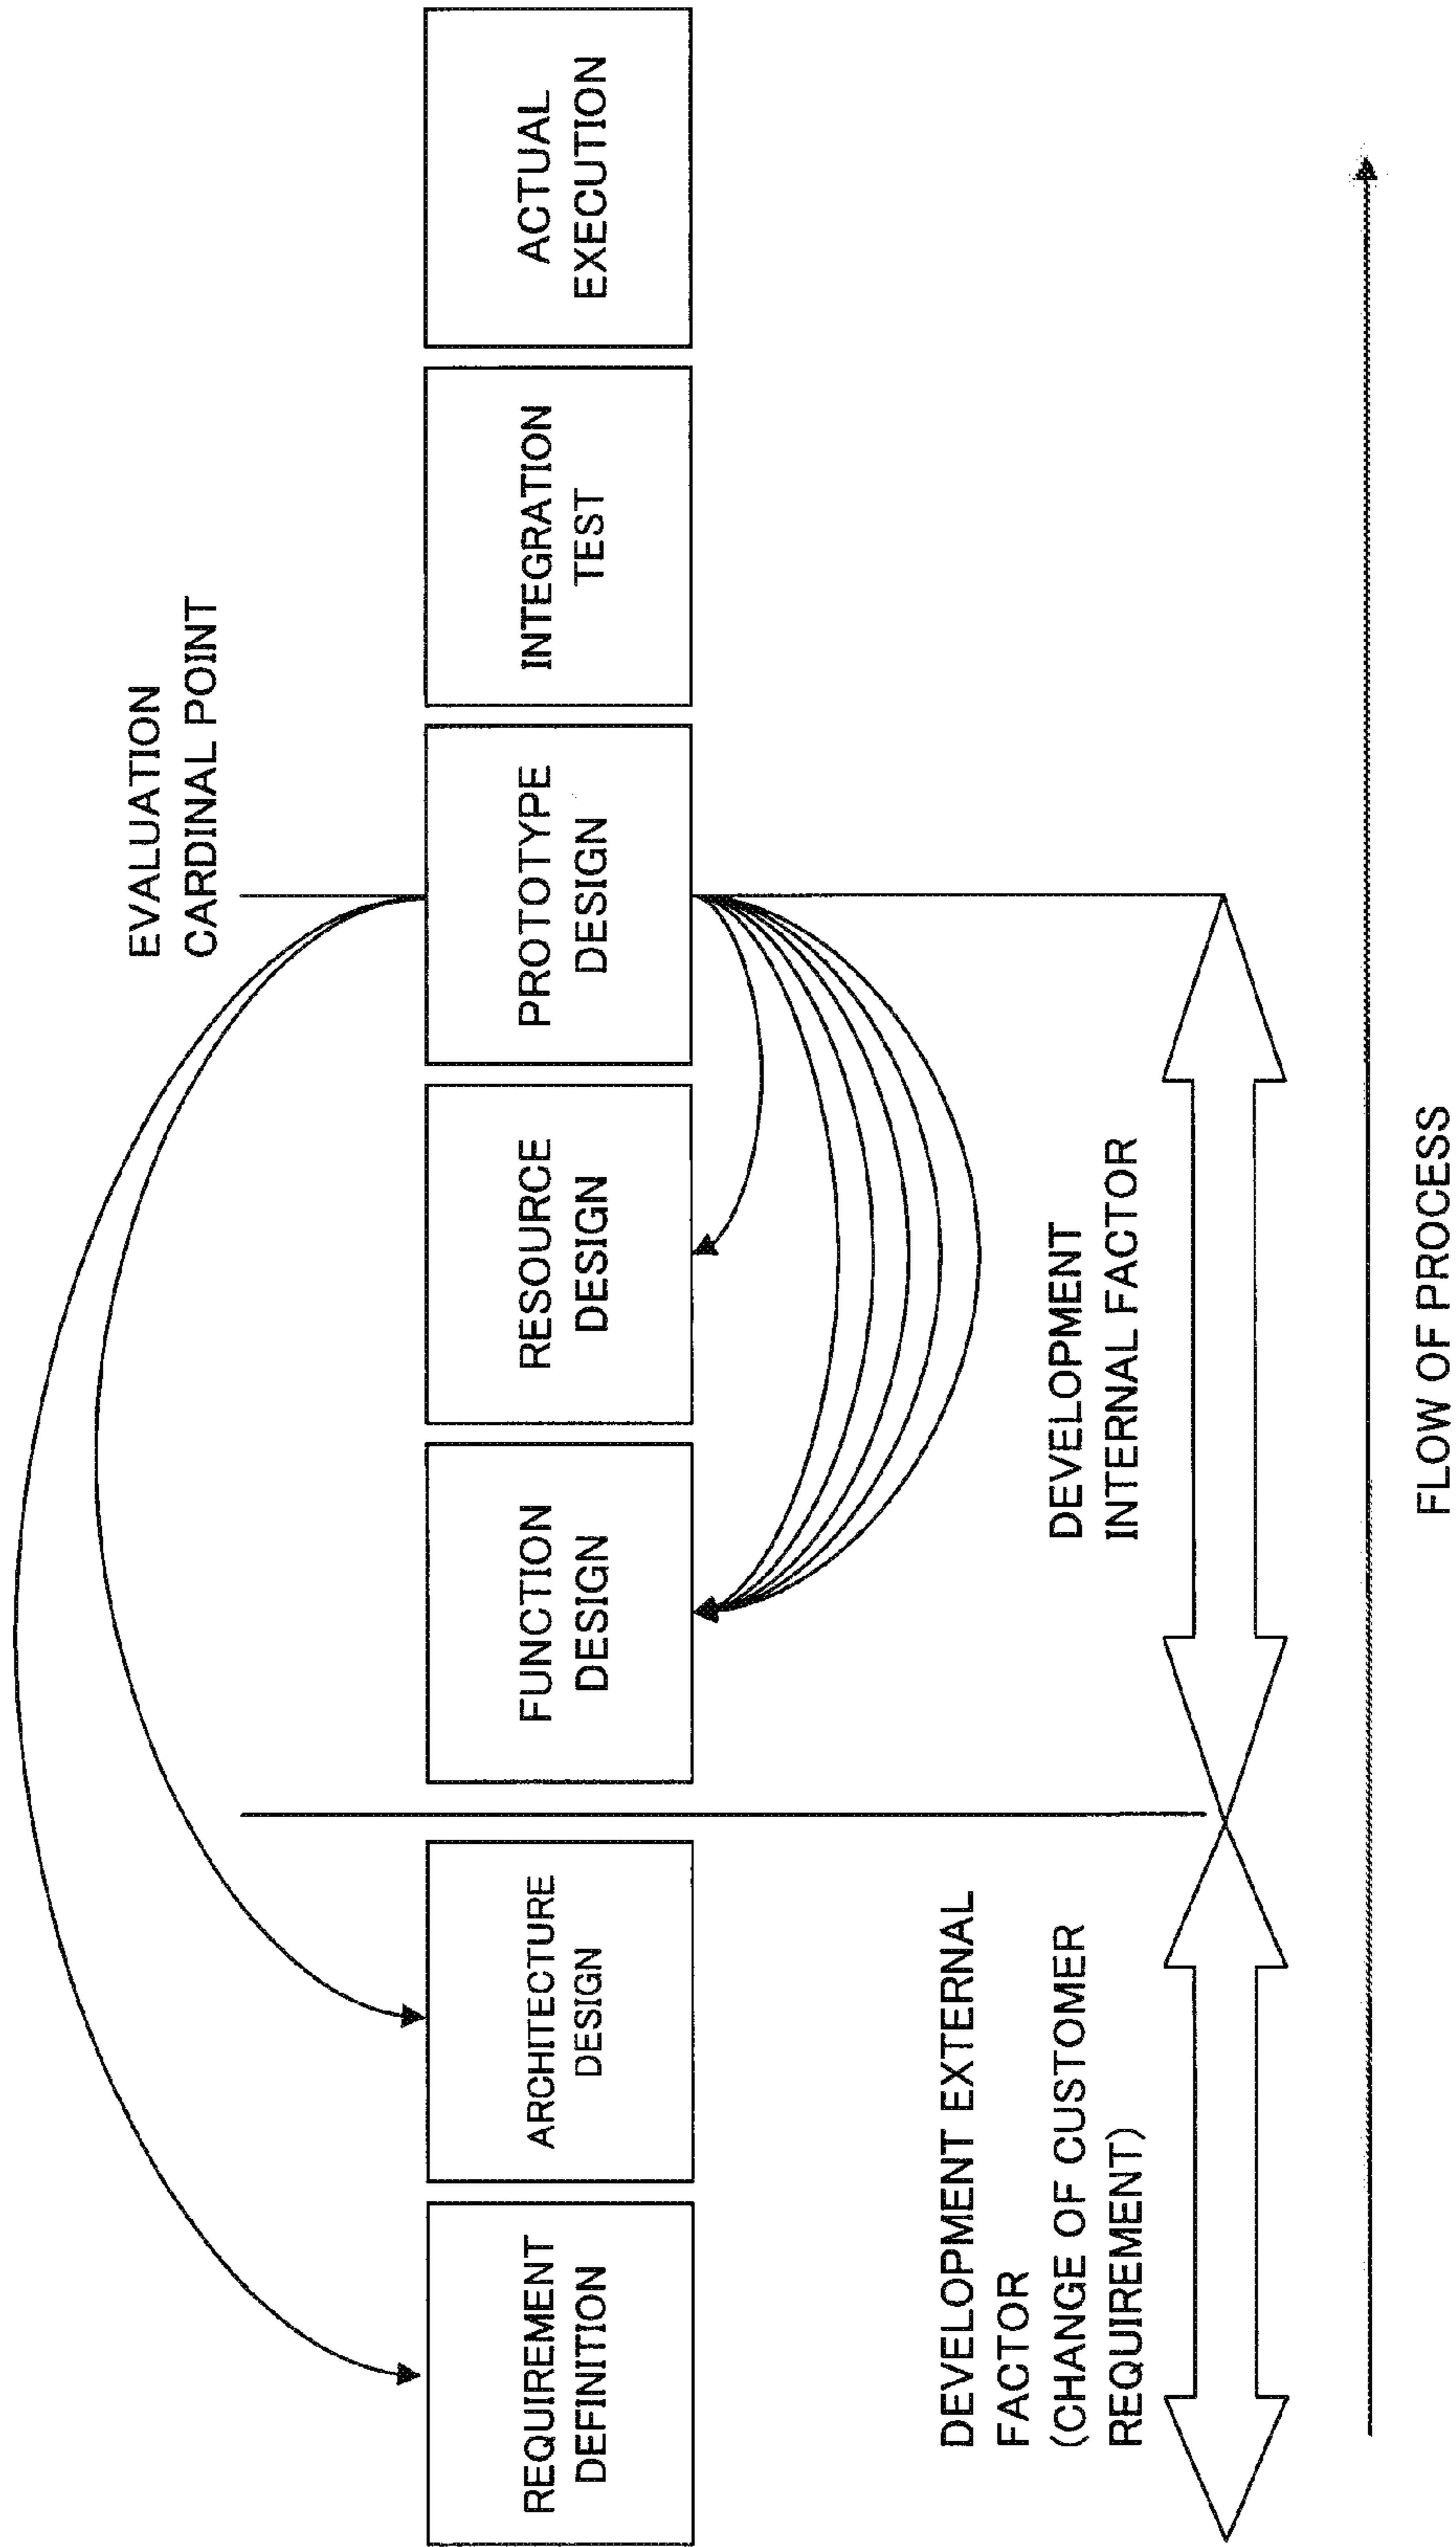 EVALUATION
CARDINAL POINT
REQUIREMENT
DEFINITION
ARCHITECTURE
DESIGN
FUNCTION
DESIGN
RESOURCE
DESIGN
PROTOTYPE
DESIGN
INTEGRATION
TEST
ACTUAL
EXECUTION
DEVELOPMENT EXTERNAL
FACTOR
(CHANGE OF CUSTOMER
REQUIREMENT)
DEVELOPMENT
INTERNAL FACTOR
FLOW OF PROCESS